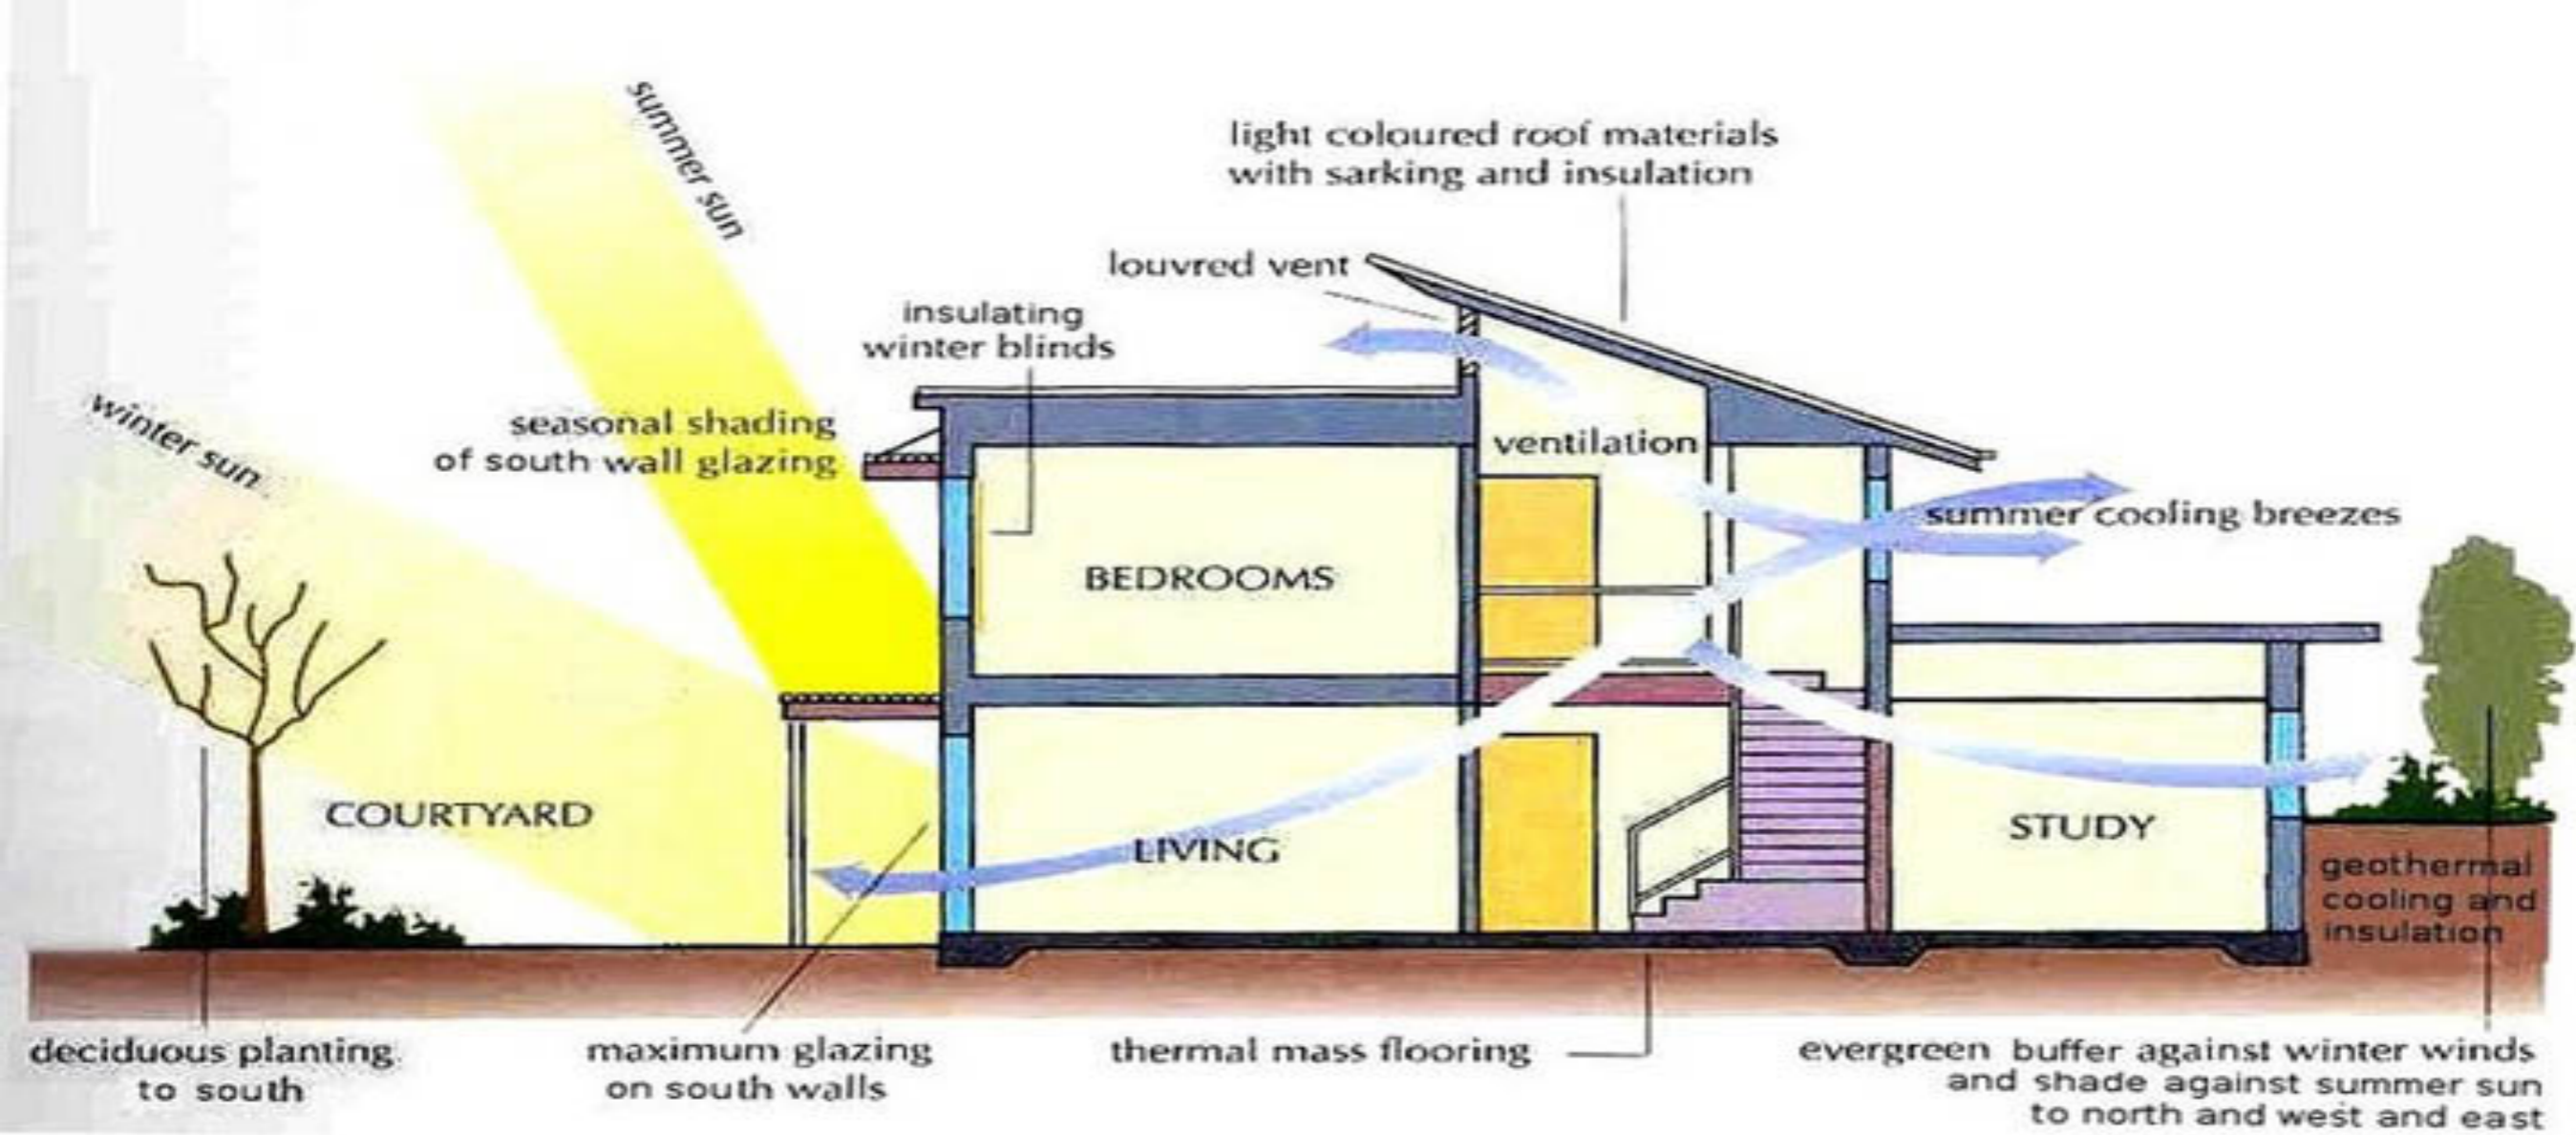 summer sun
light coloured roof materials
with sarking and insulation
louvred vent
insulating
winter blinds
winter sun
seasonal shading
of south wall glazing
ventilation
summer cooling breezes
BEDROOMS
COURTYARD
LIVING
STUDY
geothermal
cooling and
insulation
deciduous planting
to south
maximum glazing
on south walls
thermal mass flooring
evergreen buffer against winter winds
and shade against summer sun
to north and west and east